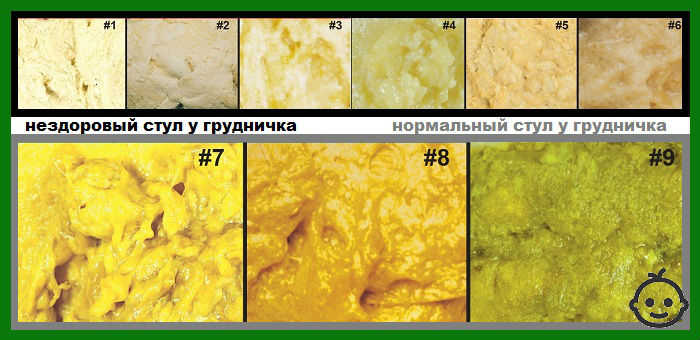 #1 #2 #3 #4 #5 #6
нездоровый стул у грудничка нормальный стул у грудничка
#7 #8 #9